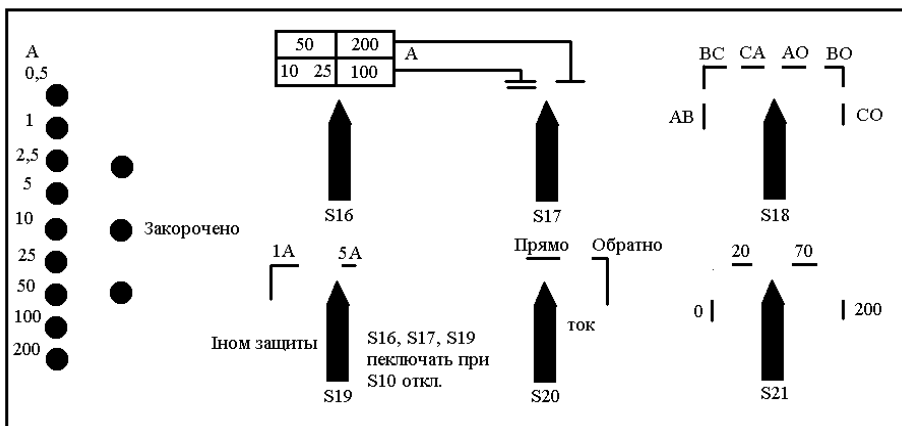 А
0,5
1
2,5
5
10
25
50
100
200
Закорочено
50 200
10 25 100
А
S16
S17
BC CA AO BO
AB
CO
S18
1А 5А
Iном защиты
S19
S16, S17, S19
пеключать при
S10 откл.
Прямо Обратно
ток
S20
20 70
0
200
S21